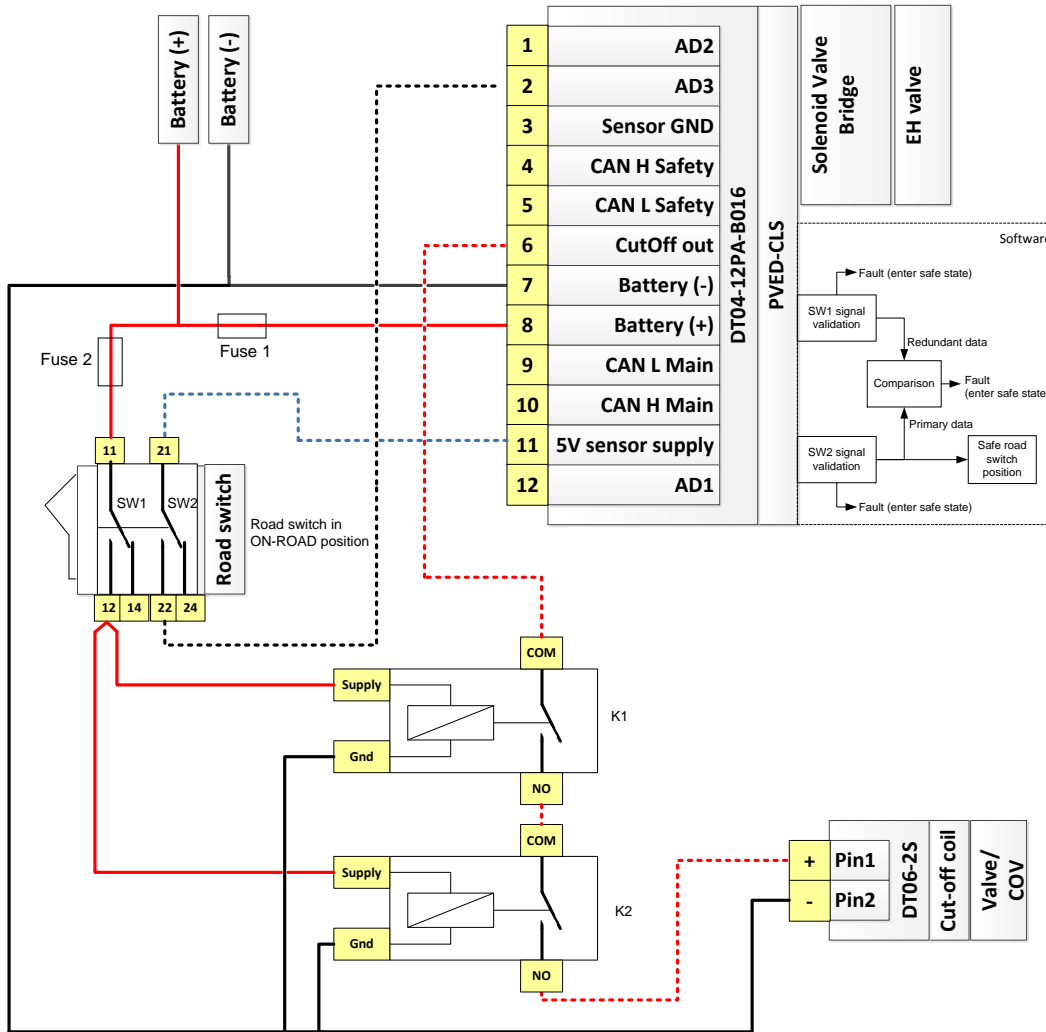 Battery (+)
Battery (-)
1 AD2
2 AD3
3 Sensor GND
4 CAN H Safety
5 CAN L Safety
6 CutOff out
7 Battery (-)
8 Battery (+)
9 CAN L Main
10 CAN H Main
11 5V sensor supply
12 AD1
DT04-12PA-B016
PVED-CLS
Solenoid Valve
Bridge
EH valve
Software
Fault (enter safe state)
SW1 signal
validation
Redundant data
Comparison
Fault
(enter safe state)
Primary data
SW2 signal
validation
Safe road
switch
position
Fault (enter safe state)
Fuse 1
Fuse 2
11
21
SW1
SW2
12
14
22
24
Road switch
Road switch in
ON-ROAD position
COM
Supply
K1
Gnd
NO
COM
Supply
K2
Gnd
NO
+ Pin1
- Pin2
DT06-2S
Cut-off coil
Valve/
COV